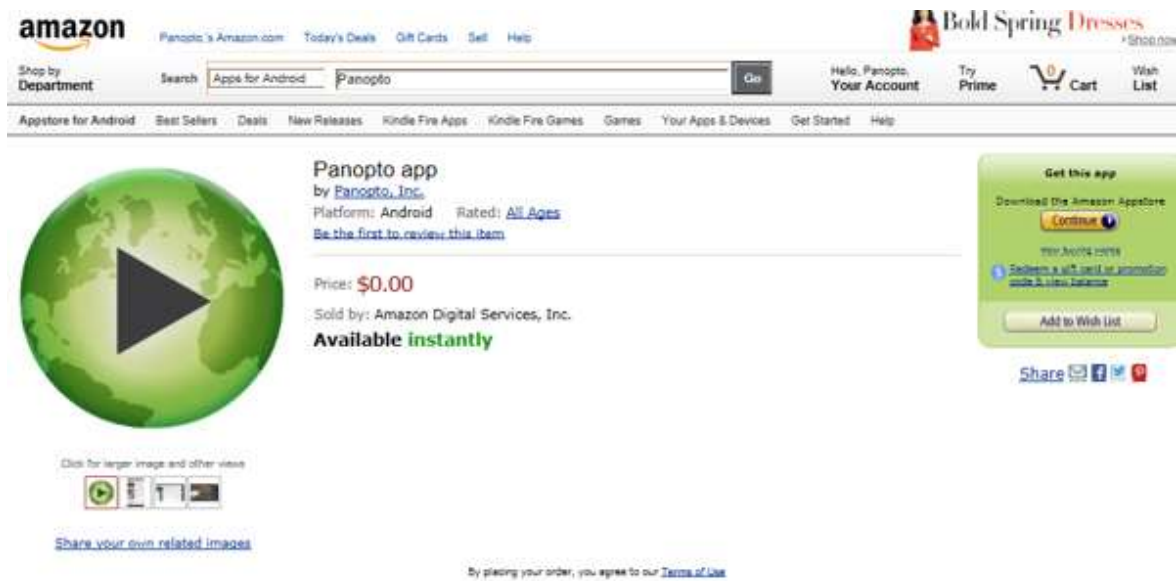 amazon
Panopto's Amazon.com Today's Deals Gift Cards Sell Help
Bold Spring Dresses
Shop now
Shop by
Department
Search Apps for Android Panopto Go
Hello, Panopto.
Your Account
Try
Prime
0
Cart
Wish
List
Appstore for Android Best Sellers Deals New Releases Kindle Fire Apps Kindle Fire Games Games Your Apps & Devices Get Started Help
Panopto app
by Panopto, Inc.
Platform: Android Rated: All Ages
Be the first to review this item
Price: $0.00
Sold by: Amazon Digital Services, Inc.
Available instantly
Get this app
Download the Amazon Appstore
Continue
Redeem a gift card or promotion
code & view balance
Add to Wish List
Share
Click for larger image and other views
Share your own related images
By placing your order, you agree to our Terms of Use